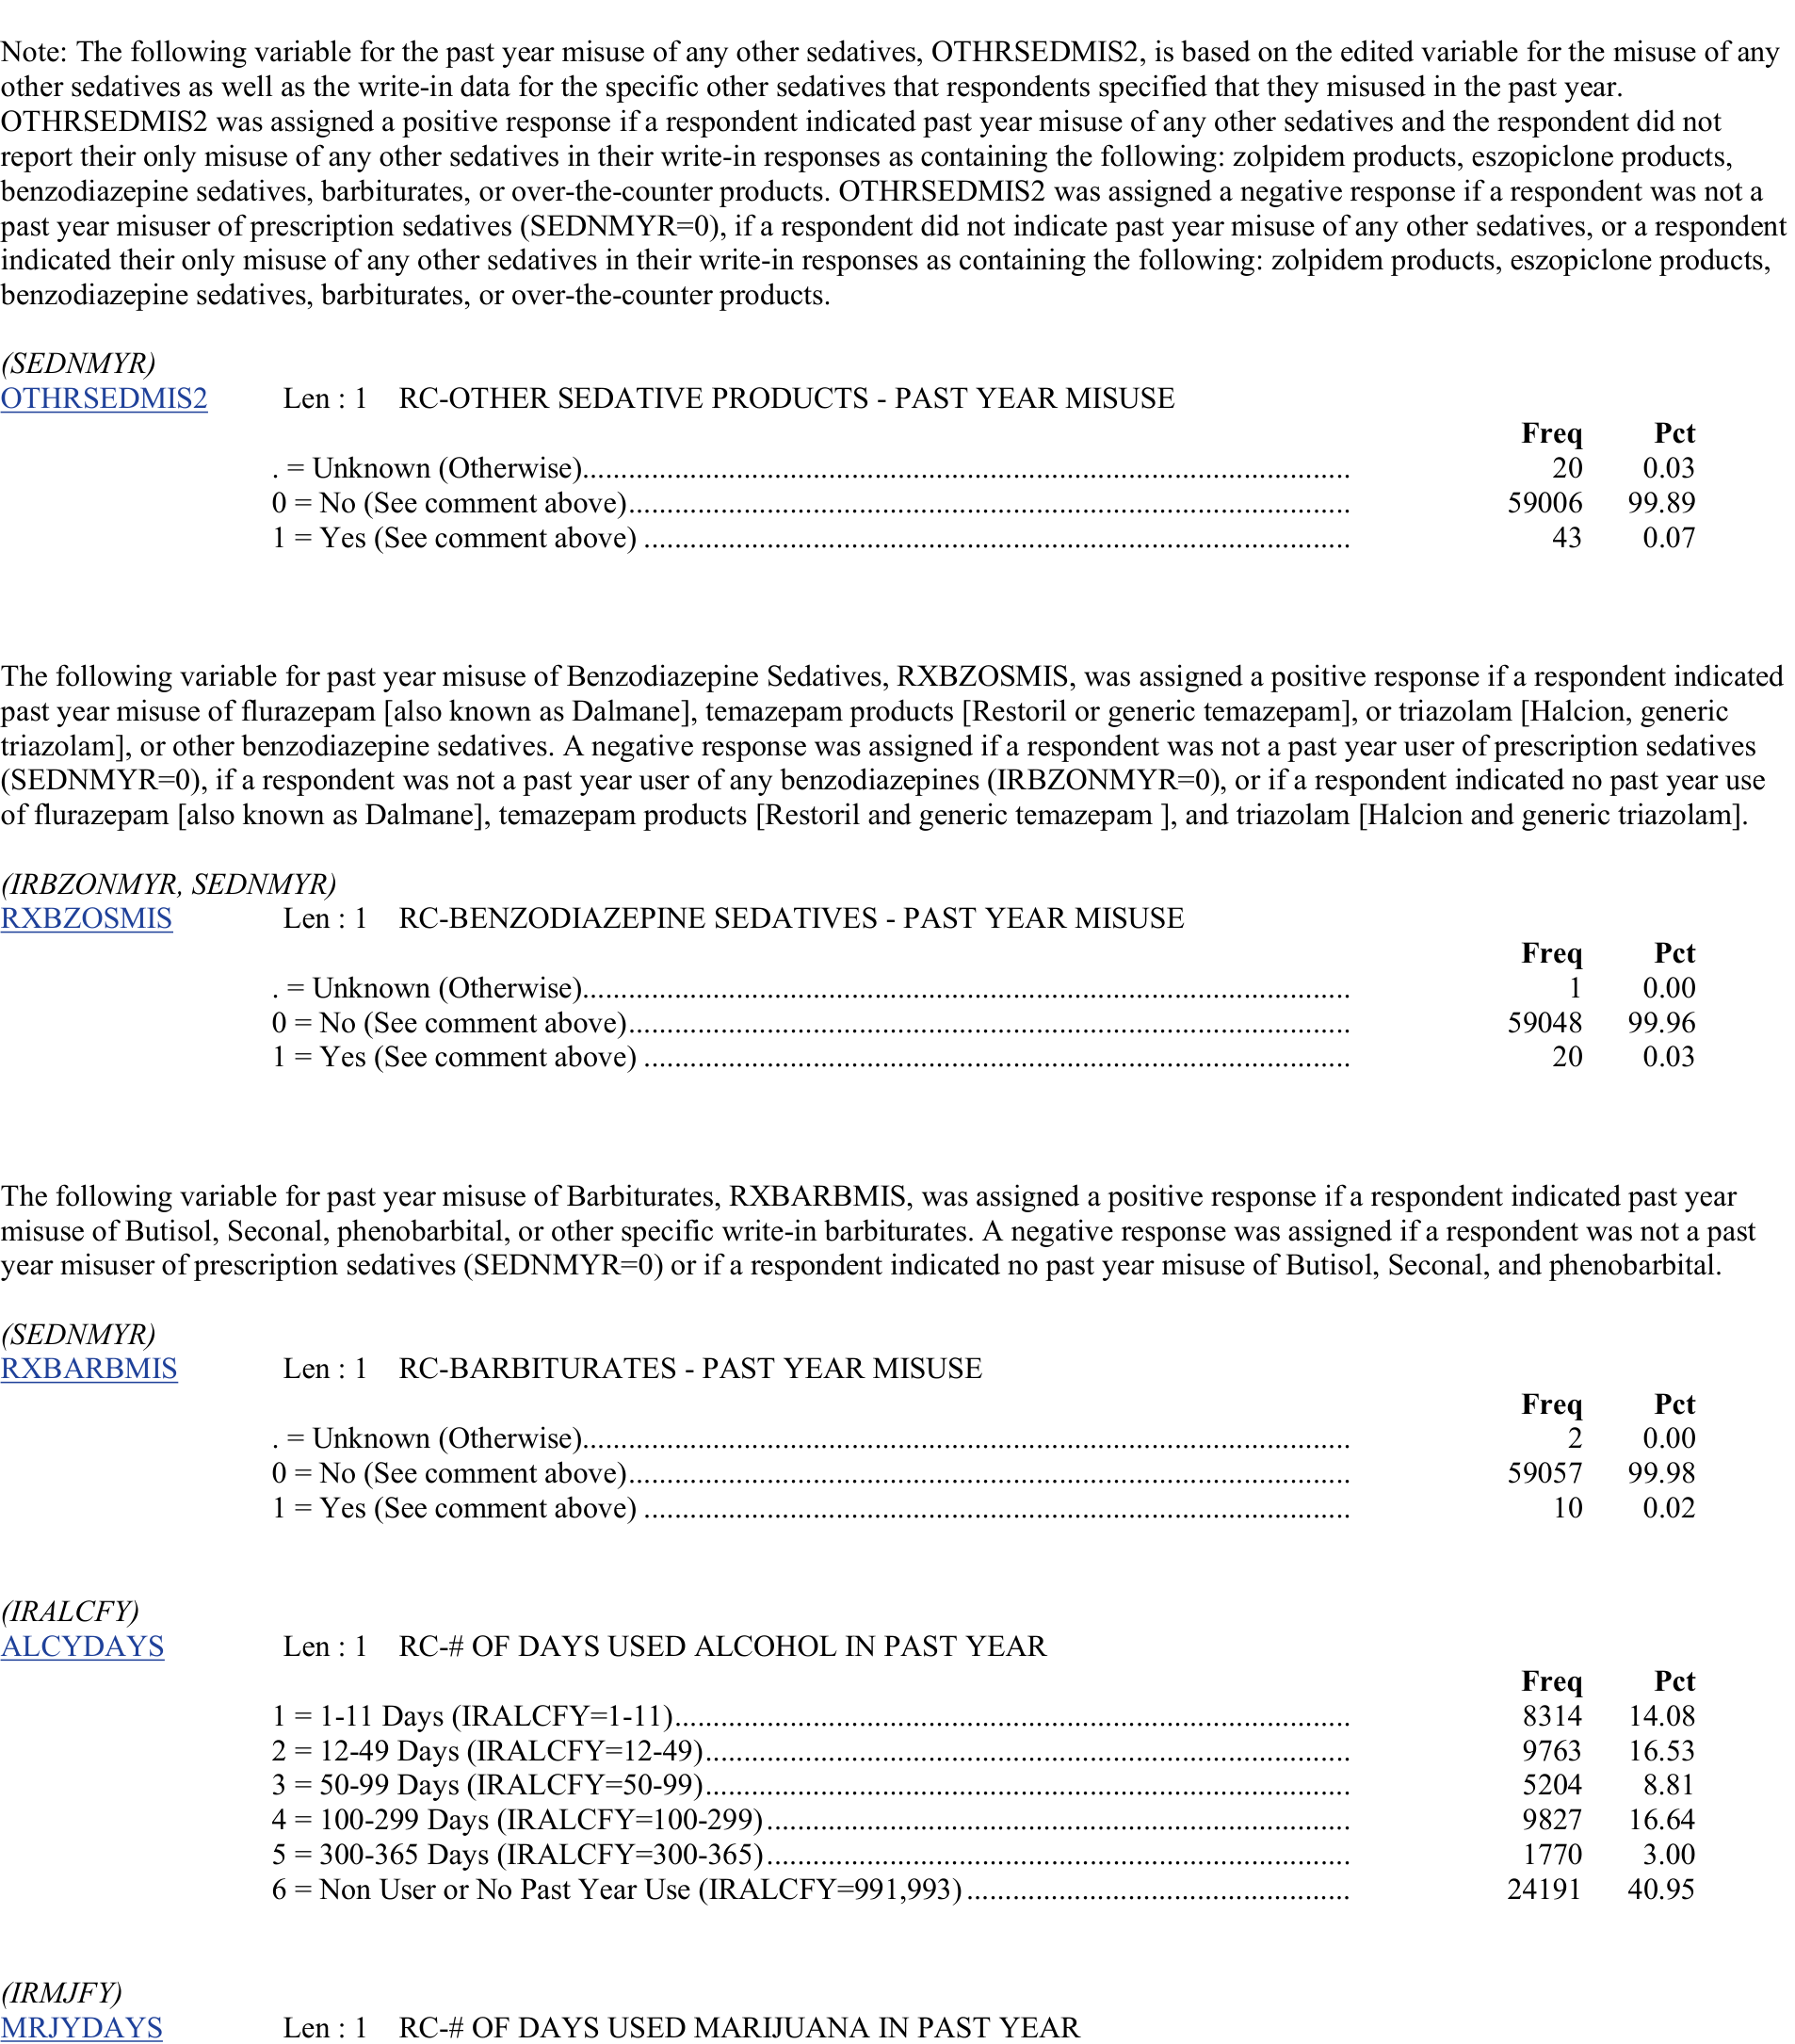 Note: The following variable for the past year misuse of any other sedatives, OTHRSEDMIS2, is based on the edited variable for the misuse of any
other sedatives as well as the write-in data for the specific other sedatives that respondents specified that they misused in the past year.
OTHRSEDMIS2 was assigned a positive response if a respondent indicated past year misuse of any other sedatives and the respondent did not
report their only misuse of any other sedatives in their write-in responses as containing the following: zolpidem products, eszopiclone products,
benzodiazepine sedatives, barbiturates, or over-the-counter products. OTHRSEDMIS2 was assigned a negative response if a respondent was not a
past year misuser of prescription sedatives (SEDNMYR=0), if a respondent did not indicate past year misuse of any other sedatives, or a respondent
indicated their only misuse of any other sedatives in their write-in responses as containing the following: zolpidem products, eszopiclone products,
benzodiazepine sedatives, barbiturates, or over-the-counter products.
(SEDNMYR)
OTHRSEDMIS2 Len : 1 RC-OTHER SEDATIVE PRODUCTS - PAST YEAR MISUSE
Freq Pct
. = Unknown (Otherwise)........ 20 0.03
0 = No (See comment above)........ 59006 99.89
1 = Yes (See comment above) ........ 43 0.07
The following variable for past year misuse of Benzodiazepine Sedatives, RXBZOSMIS, was assigned a positive response if a respondent indicated
past year misuse of flurazepam [also known as Dalmane], temazepam products [Restoril or generic temazepam], or triazolam [Halcion, generic
triazolam], or other benzodiazepine sedatives. A negative response was assigned if a respondent was not a past year user of prescription sedatives
(SEDNMYR=0), if a respondent was not a past year user of any benzodiazepines (IRBZONMYR=0), or if a respondent indicated no past year use
of flurazepam [also known as Dalmane], temazepam products [Restoril and generic temazepam ], and triazolam [Halcion and generic triazolam].
(IRBZONMYR, SEDNMYR)
RXBZOSMIS Len : 1 RC-BENZODIAZEPINE SEDATIVES - PAST YEAR MISUSE
Freq Pct
. = Unknown (Otherwise)........ 1 0.00
0 = No (See comment above)........ 59048 99.96
1 = Yes (See comment above) ........ 20 0.03
The following variable for past year misuse of Barbiturates, RXBARBMIS, was assigned a positive response if a respondent indicated past year
misuse of Butisol, Seconal, phenobarbital, or other specific write-in barbiturates. A negative response was assigned if a respondent was not a past
year misuser of prescription sedatives (SEDNMYR=0) or if a respondent indicated no past year misuse of Butisol, Seconal, and phenobarbital.
(SEDNMYR)
RXBARBMIS Len : 1 RC-BARBITURATES - PAST YEAR MISUSE
Freq Pct
. = Unknown (Otherwise)........ 2 0.00
0 = No (See comment above)........ 59057 99.98
1 = Yes (See comment above) ........ 10 0.02
(IRALCFY)
ALCYDAYS Len : 1 RC-# OF DAYS USED ALCOHOL IN PAST YEAR
Freq Pct
1 = 1-11 Days (IRALCFY=1-11)........ 8314 14.08
2 = 12-49 Days (IRALCFY=12-49)........ 9763 16.53
3 = 50-99 Days (IRALCFY=50-99)........ 5204 8.81
4 = 100-299 Days (IRALCFY=100-299)........ 9827 16.64
5 = 300-365 Days (IRALCFY=300-365)........ 1770 3.00
6 = Non User or No Past Year Use (IRALCFY=991,993)........ 24191 40.95
(IRMJFY)
MRJYDAYS Len : 1 RC-# OF DAYS USED MARIJUANA IN PAST YEAR